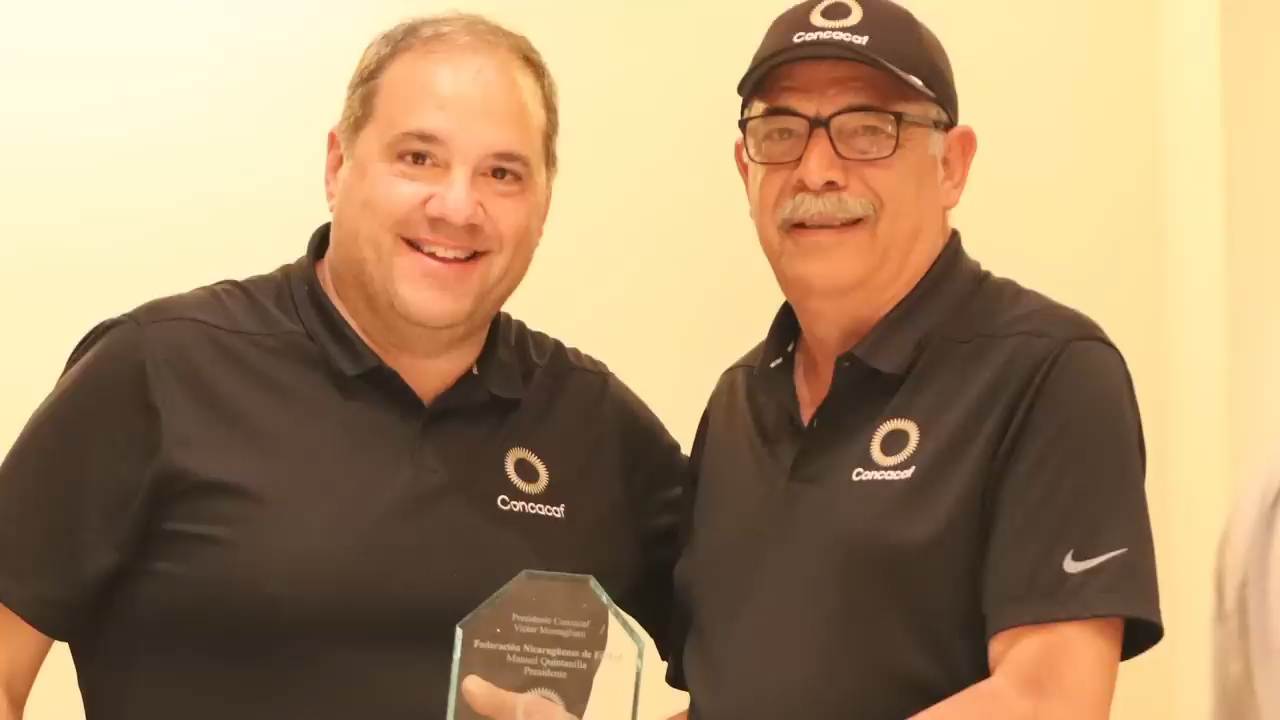 Concacaf
Concacaf
Concacaf
Presidente Concacaf
Victor Montagliani
Federación Nicaragüense de
Manuel Quintanilla
Presidente